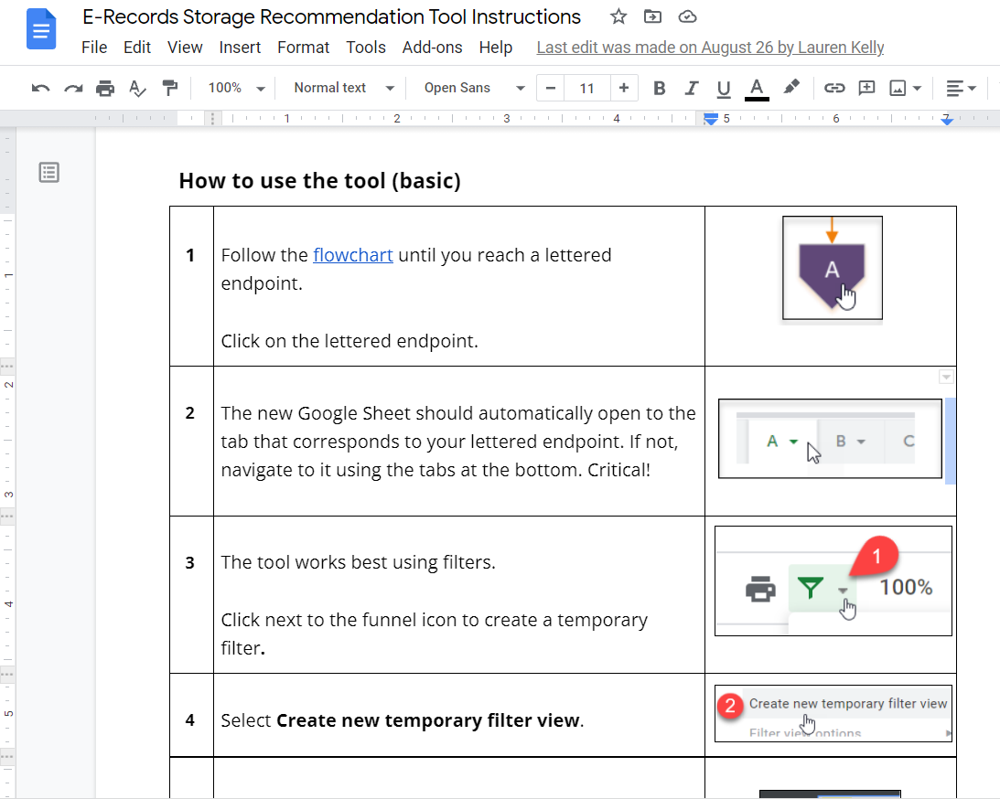 E-Records Storage Recommendation Tool Instructions
File Edit View Insert Format Tools Add-ons Help Last edit was made on August 26 by Lauren Kelly
100% Normal text Open Sans 11 B I U A
1 2 3 4 5 6 7
How to use the tool (basic)
1 Follow the flowchart until you reach a lettered
endpoint.
Click on the lettered endpoint.
A
2 The new Google Sheet should automatically open to the
tab that corresponds to your lettered endpoint. If not,
navigate to it using the tabs at the bottom. Critical!
A B C
3 The tool works best using filters.
Click next to the funnel icon to create a temporary
filter.
1
100%
4 Select Create new temporary filter view.
2 Create new temporary filter view
Filter view options
1
2
3
4
5